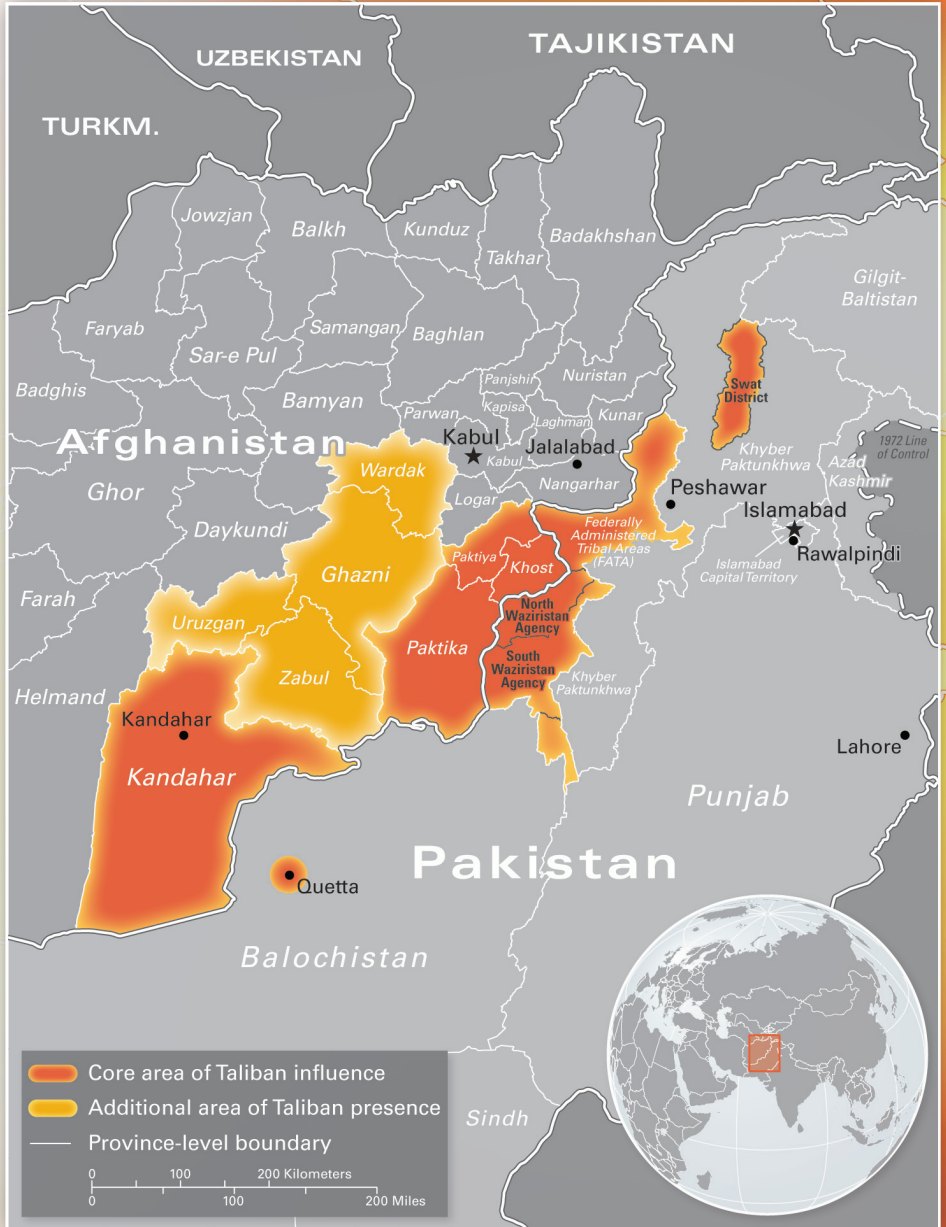 UZBEKISTAN
TAJIKISTAN
TURKM.
Jowzjan
Balkh
Kunduz
Takhar
Badakhshan
Gilgit-
Baltistan
Faryab
Samangan
Baghlan
Sar-e Pul
Badghis
Bamyan
Panjshir
Nuristan
Parwan
Kapisa
Laghman
Kunar
Swat
District
Afghanistan
Kabul
Kabul
Jalalabad
Wardak
Nangarhar
Logar
Khyber
Paktunkhwa
Azad
Kashmir
1972 Line
of Control
Ghor
Daykundi
Peshawar
Islamabad
Rawalpindi
Islamabad
Capital Territory
Federally
Administered
Tribal Areas
(FATA)
Paktiya
Khost
Ghazni
Farah
Uruzgan
North
Waziristan
Agency
Paktika
South
Waziristan
Agency
Khyber
Paktunkhwa
Zabul
Helmand
Kandahar
Kandahar
Lahore
Punjab
Pakistan
Quetta
Balochistan
Sindh
Core area of Taliban influence
Additional area of Taliban presence
Province-level boundary
0 100 200 Kilometers
0 100 200 Miles